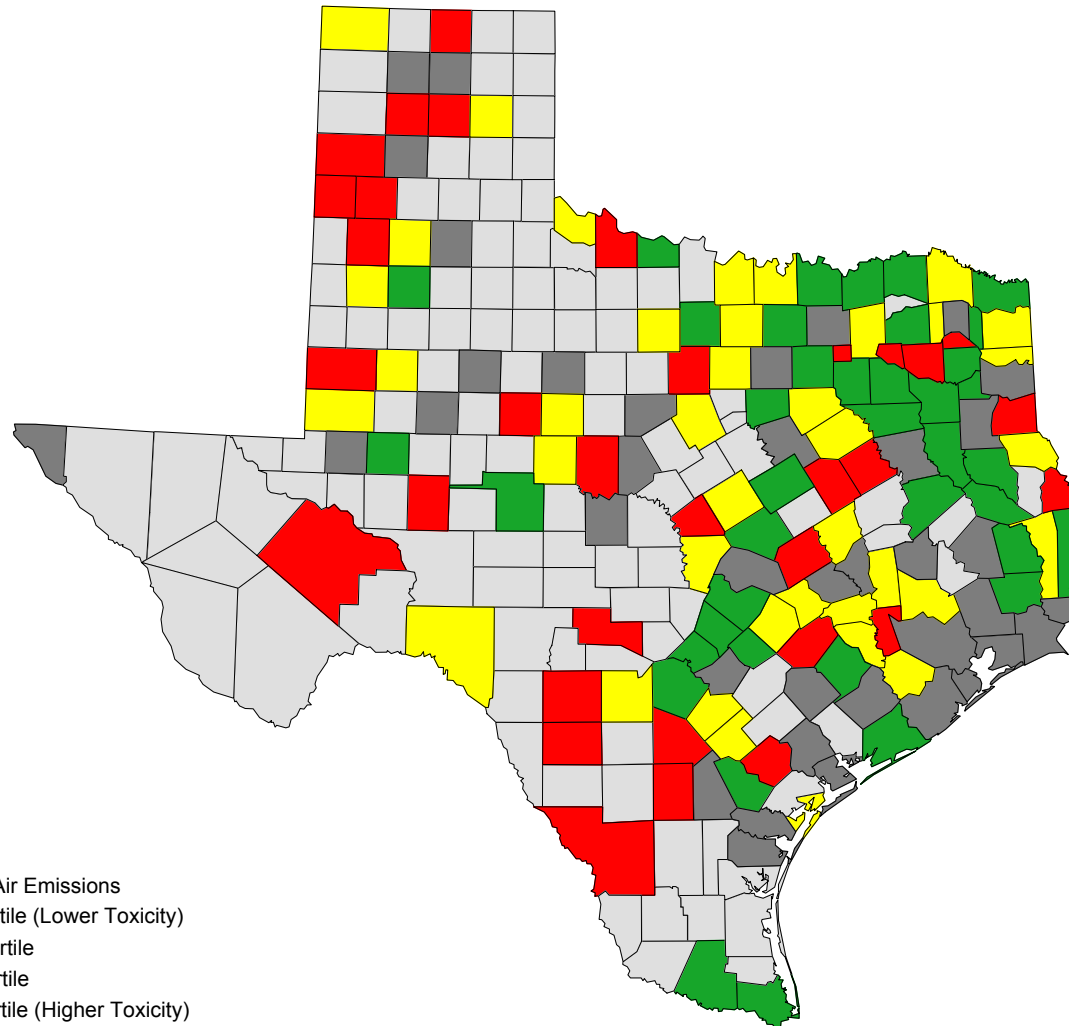 Air Emissions
tile (Lower Toxicity)
rtile
rtile
rtile (Higher Toxicity)